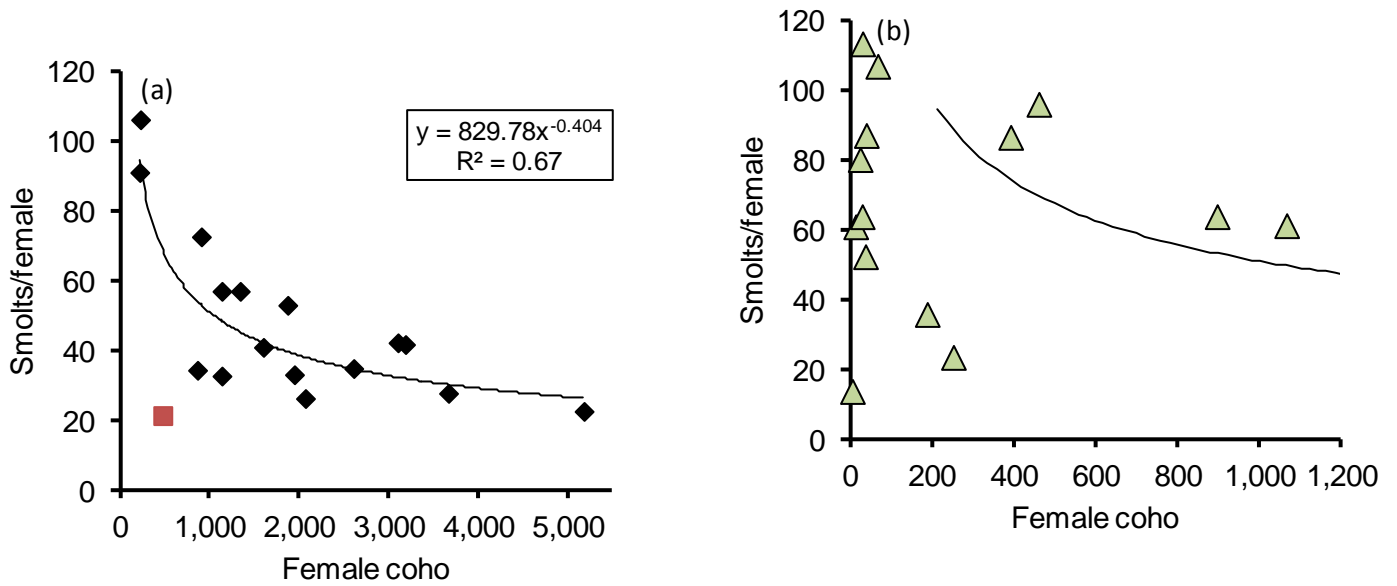 (a)
120
100
80
60
40
20
0
Smolts/female
y = 829.78x^-0.404
R² = 0.67
0 1,000 2,000 3,000 4,000 5,000
Female coho
(b)
120
100
80
60
40
20
0
Smolts/female
0 200 400 600 800 1,000 1,200
Female coho